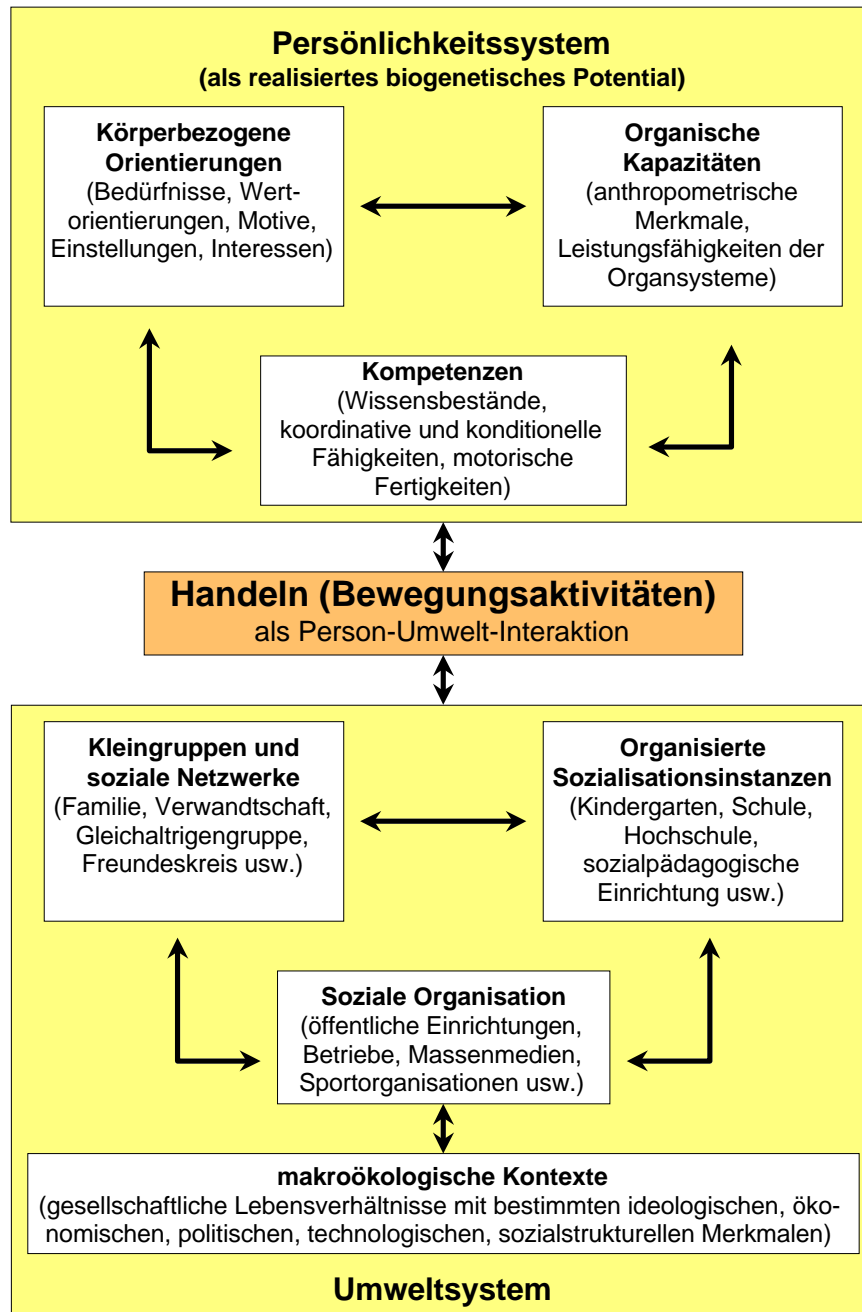 Persönlichkeitssystem
(als realisiertes biogenetisches Potential)
Körperbezogene
Orientierungen
(Bedürfnisse, Wert-
orientierungen, Motive,
Einstellungen, Interessen)
Organische
Kapazitäten
(anthropometrische
Merkmale,
Leistungsfähigkeiten der
Organsysteme)
Kompetenzen
(Wissensbestände,
koordinative und konditionelle
Fähigkeiten, motorische
Fertigkeiten)
Handeln (Bewegungsaktivitäten)
als Person-Umwelt-Interaktion
Kleingruppen und
soziale Netzwerke
(Familie, Verwandtschaft,
Gleichaltrigengruppe,
Freundeskreis usw.)
Organisierte
Sozialisationsinstanzen
(Kindergarten, Schule,
Hochschule,
sozialpädagogische
Einrichtung usw.)
Soziale Organisation
(öffentliche Einrichtungen,
Betriebe, Massenmedien,
Sportorganisationen usw.)
makroökologische Kontexte
(gesellschaftliche Lebensverhältnisse mit bestimmten ideologischen, öko-
nomischen, politischen, technologischen, sozialstrukturellen Merkmalen)
Umweltsystem